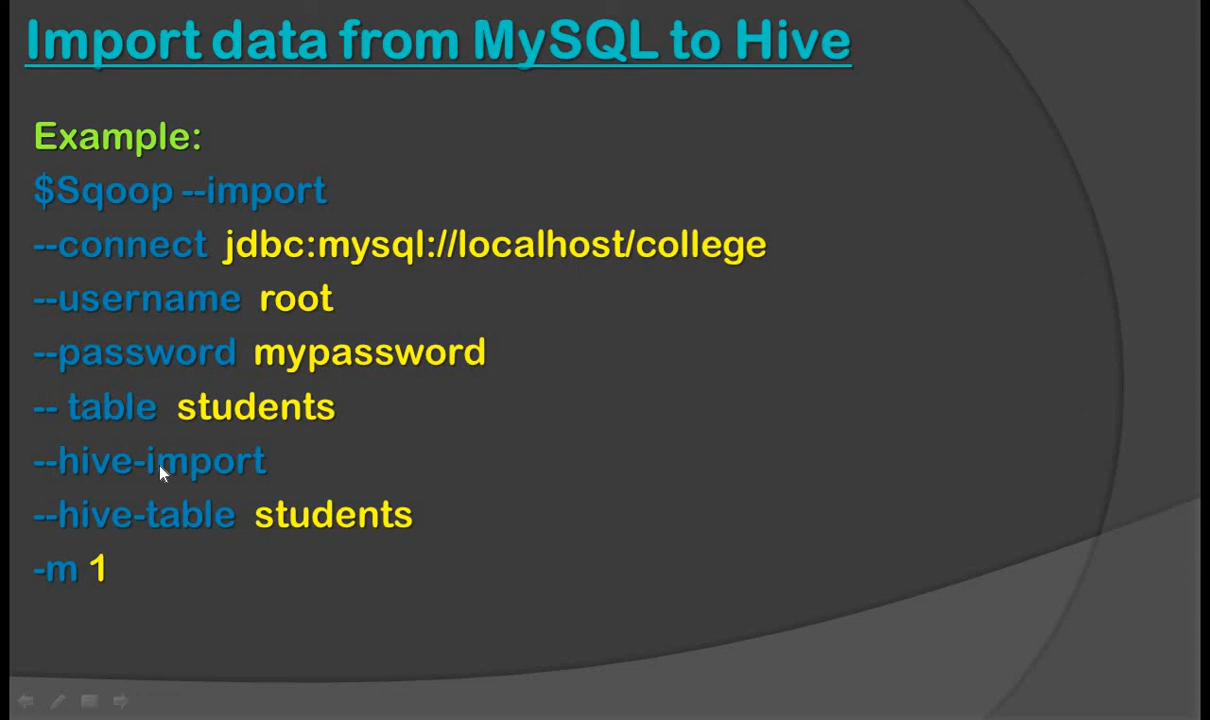 Import data from MySQL to Hive
Example:
$Sqoop --import
--connect jdbc:mysql://localhost/college
--username root
--password mypassword
-- table students
--hive-import
--hive-table students
-m 1